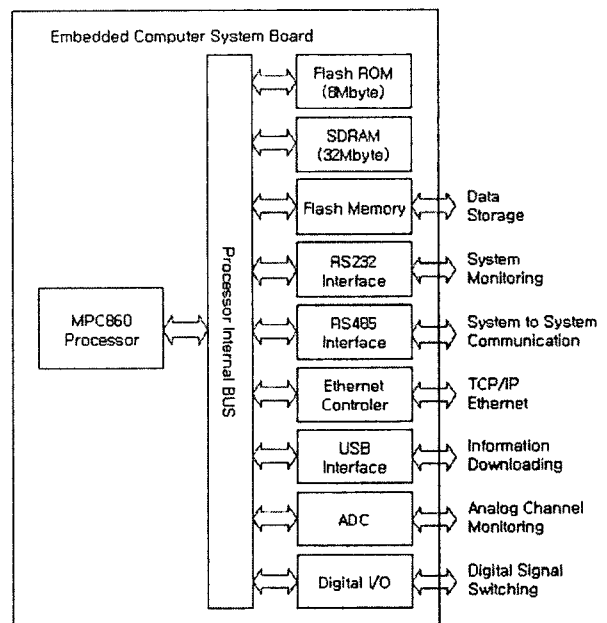 Embedded Computer System Board
Flash ROM
(8Mbyte)
SDRAM
(32Mbyte)
Flash Memory
Data
Storage
RS232
Interface
System
Monitoring
MPC860
Processor
Processor Internal BUS
RS485
Interface
System to System
Communication
Ethernet
Controler
TCP/IP
Ethernet
USB
Interface
Information
Downloading
ADC
Analog Channel
Monitoring
Digital I/O
Digital Signal
Switching